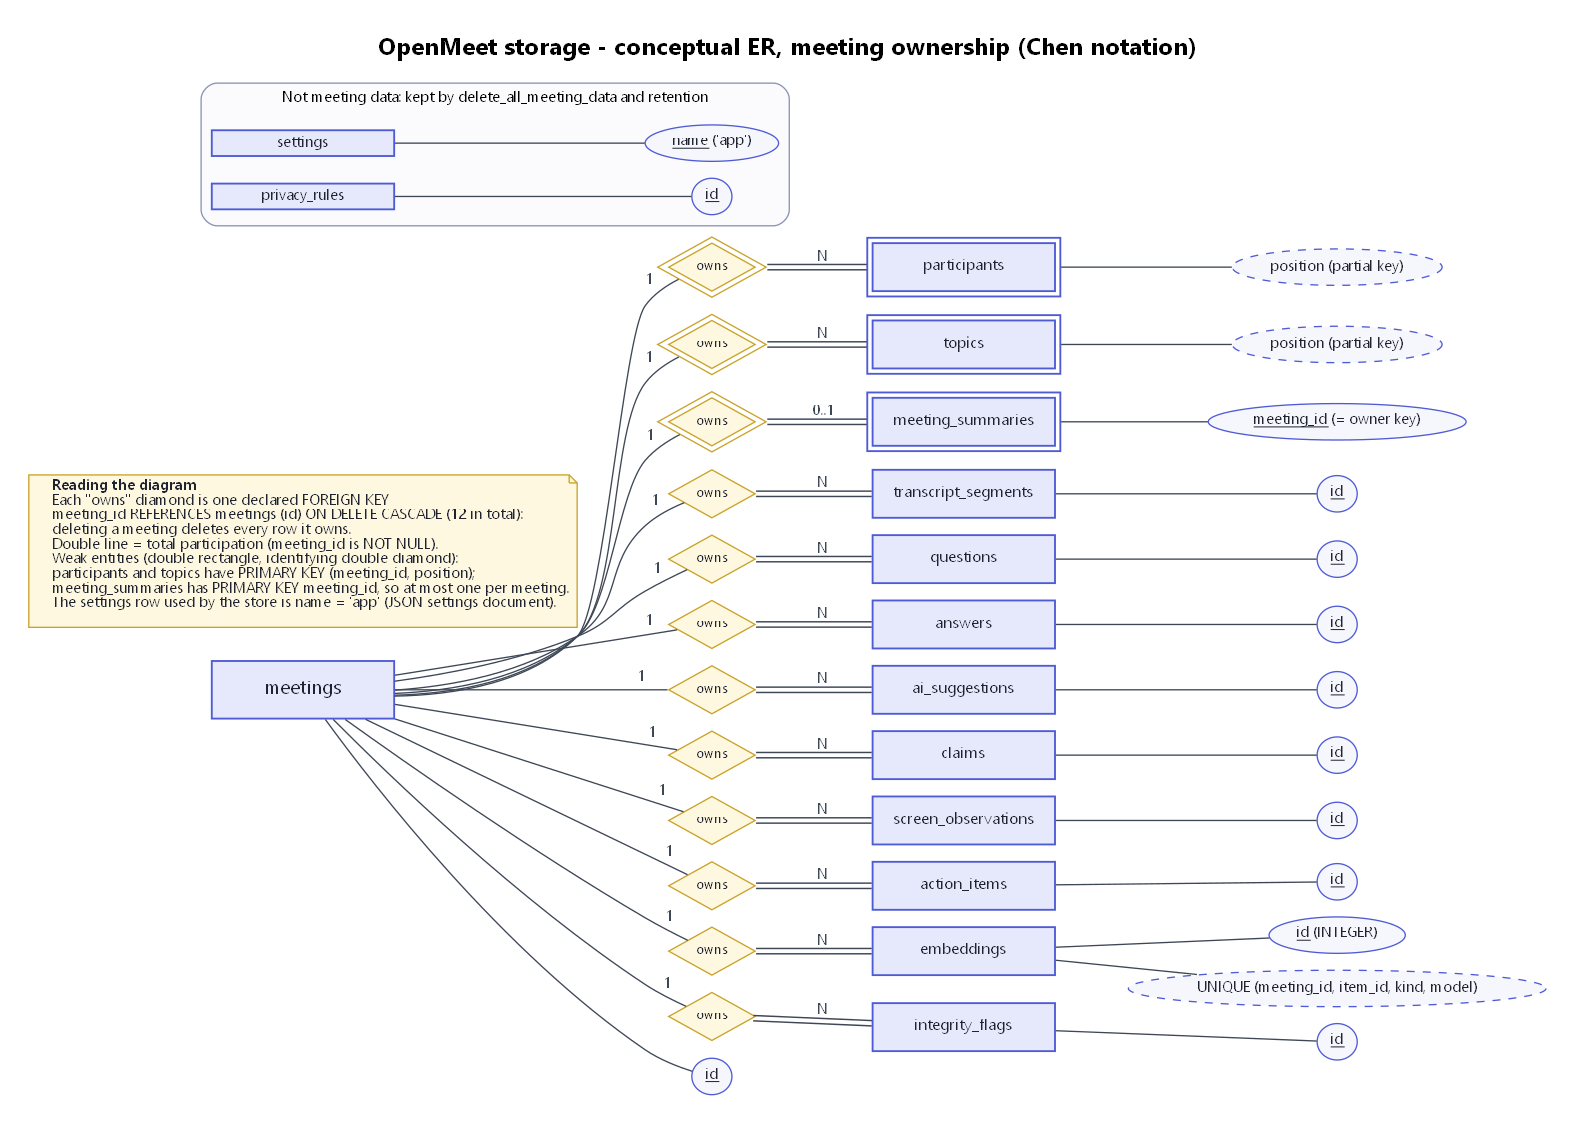 OpenMeet storage - conceptual ER, meeting ownership (Chen notation)
Not meeting data: kept by delete_all_meeting_data and retention
settings
name ('app')
privacy_rules
id
1
owns
N
participants
position (partial key)
1
owns
N
topics
position (partial key)
1
owns
0..1
meeting_summaries
meeting_id (= owner key)
Reading the diagram
Each "owns" diamond is one declared FOREIGN KEY
meeting_id REFERENCES meetings (id) ON DELETE CASCADE (12 in total):
deleting a meeting deletes every row it owns.
Double line = total participation (meeting_id is NOT NULL).
Weak entities (double rectangle, identifying double diamond):
participants and topics have PRIMARY KEY (meeting_id, position);
meeting_summaries has PRIMARY KEY meeting_id, so at most one per meeting.
The settings row used by the store is name = 'app' (JSON settings document).
1
owns
N
transcript_segments
id
1
owns
N
questions
id
1
owns
N
answers
id
meetings
1
owns
N
ai_suggestions
id
1
owns
N
claims
id
1
owns
N
screen_observations
id
1
owns
N
action_items
id
1
owns
N
embeddings
id (INTEGER)
UNIQUE (meeting_id, item_id, kind, model)
1
owns
N
integrity_flags
id
id